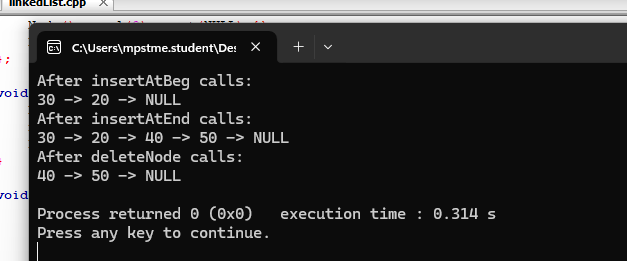 linkedList.cpp
C:\Users\mpstme.student\Des
};
void
void
After insertAtBeg calls:
30 -> 20 -> NULL
After insertAtEnd calls:
30 -> 20 -> 40 -> 50 -> NULL
After deleteNode calls:
40 -> 50 -> NULL
Process returned 0 (0x0)   execution time : 0.314 s
Press any key to continue.